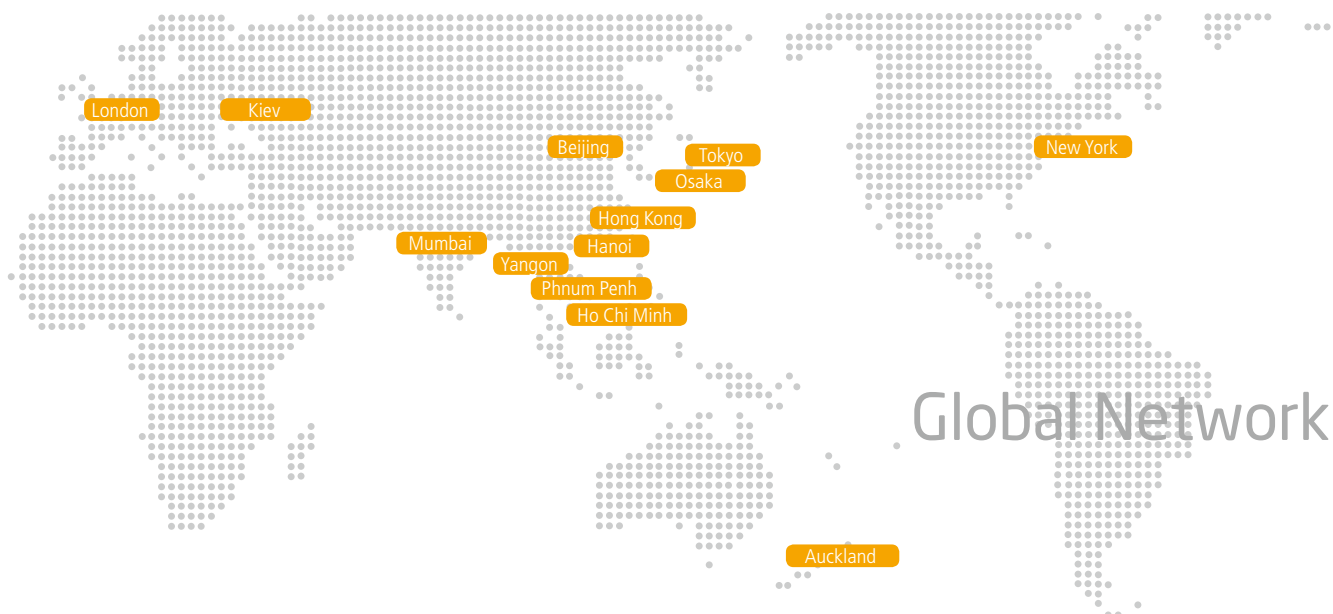 London
Kiev
Beijing
Tokyo
New York
Osaka
Hong Kong
Mumbai
Hanoi
Yangon
Phnum Penh
Ho Chi Minh
Global Network
Auckland